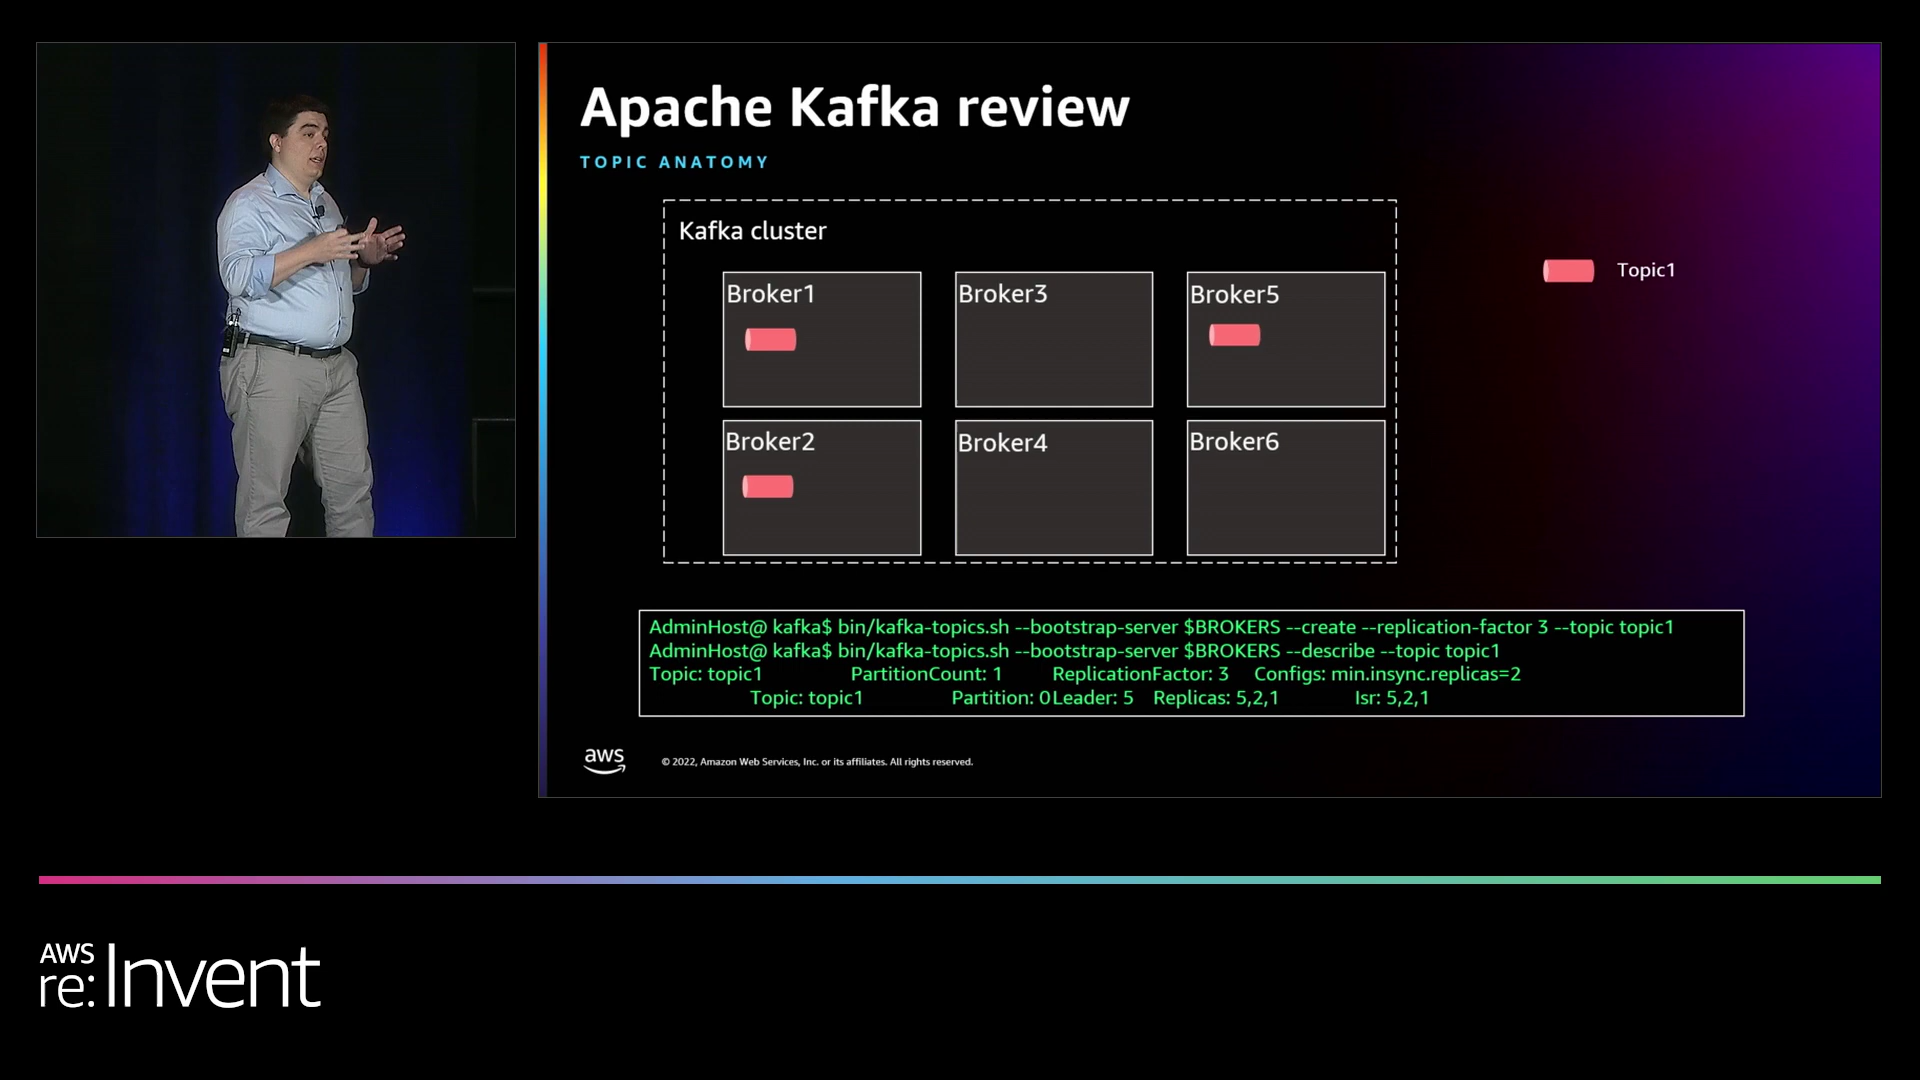 Apache Kafka review
TOPIC ANATOMY
Kafka cluster
Broker1
Broker3
Broker5
Topic1
Broker2
Broker4
Broker6
AdminHost@ kafka$ bin/kafka-topics.sh --bootstrap-server $BROKERS --create --replication-factor 3 --topic topic1
AdminHost@ kafka$ bin/kafka-topics.sh --bootstrap-server $BROKERS --describe --topic topic1
Topic: topic1 PartitionCount: 1 ReplicationFactor: 3 Configs: min.insync.replicas=2
Topic: topic1 Partition: 0 Leader: 5 Replicas: 5,2,1 Isr: 5,2,1
aws
© 2022, Amazon Web Services, Inc. or its affiliates. All rights reserved.
AWS
re:Invent